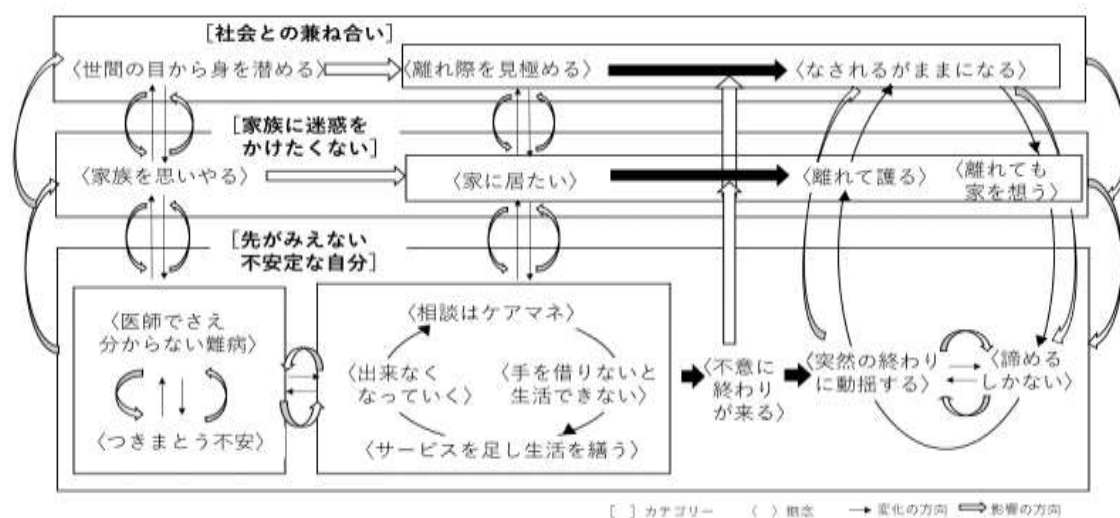 [社会との兼ね合い]
〈世間の目から身を潜める〉
〈離れ際を見極める〉
〈なされるがままになる〉
[家族に迷惑を
かけたくない]
〈家族を思いやる〉
〈家に居たい〉
〈離れて護る〉
〈離れても
家を想う〉
[先がみえない
不安定な自分]
〈医師でさえ
分からない難病〉
〈つきまとう不安〉
〈相談はケアマネ〉
〈出来なく
なっていく〉
〈手を借りないと
生活できない〉
〈サービスを足し生活を繕う〉
〈不意に
終わり
が来る〉
〈突然の終わり
に動揺する〉
〈諦める
しかない〉
[ ] カテゴリー 〈 〉 概念 変化の方向 影響の方向